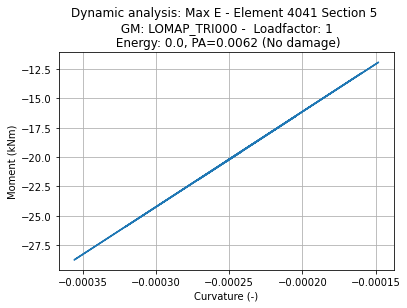 Dynamic analysis: Max E - Element 4041 Section 5
GM: LOMAP_TRI000 - Loadfactor: 1
Energy: 0.0, PA=0.0062 (No damage)
Moment (kNm)
−12.5
−15.0
−17.5
−20.0
−22.5
−25.0
−27.5
−0.00035 −0.00030 −0.00025 −0.00020 −0.00015
Curvature (-)